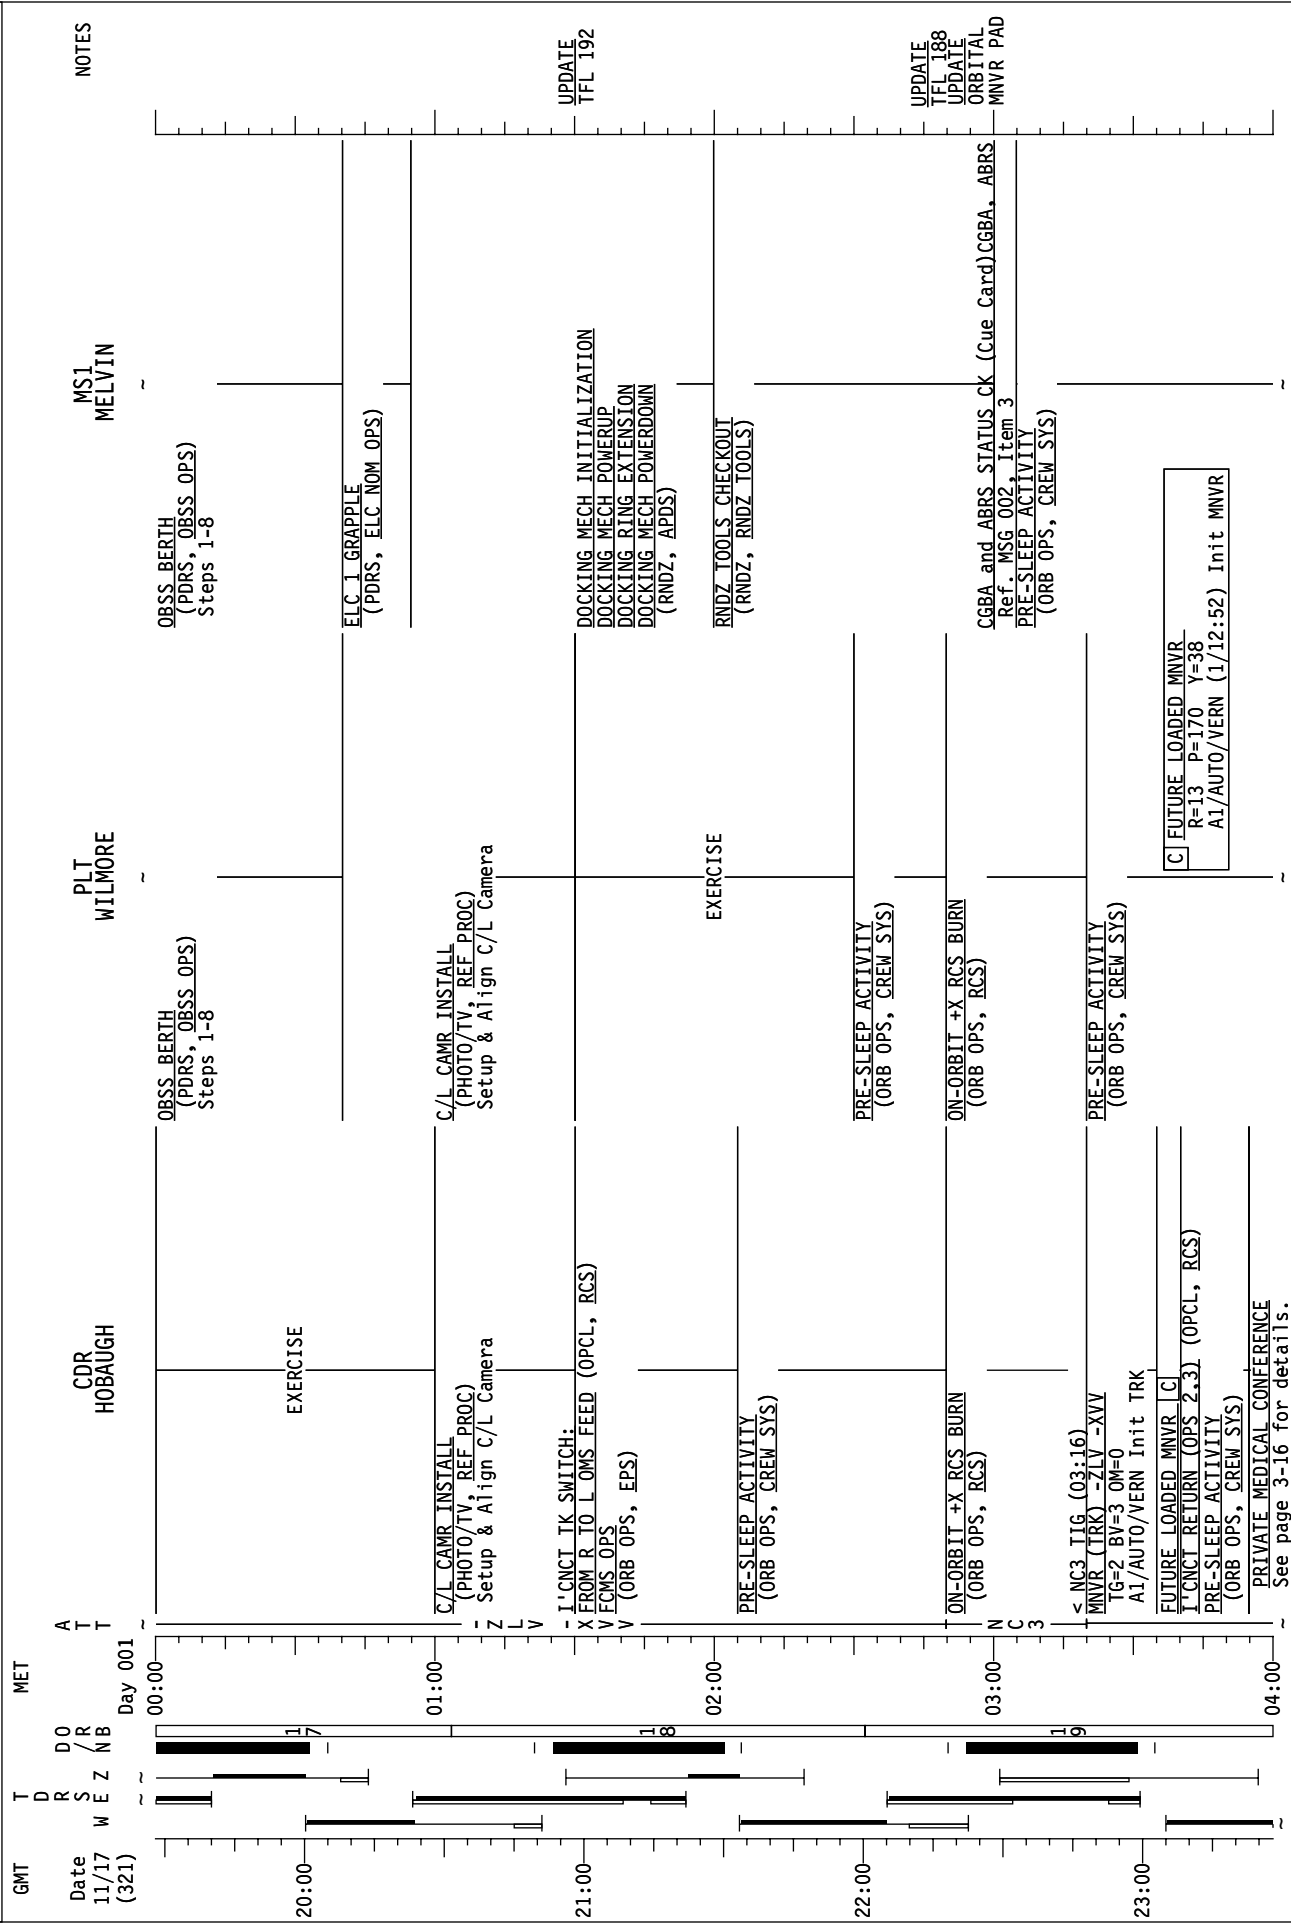 GMT
Date
11/17
(321)
20:00
21:00
22:00
23:00
T
D
R
S
W E Z
D O
/ R
N B
17
18
19
MET
Day 001
00:00
01:00
02:00
03:00
04:00
A
T
T
~
-
Z
L
V
-
X
V
V
N
C
3
~
CDR
HOBAUGH
EXERCISE
C/L CAMR INSTALL
(PHOTO/TV, REF PROC)
Setup & Align C/L Camera
I'CNCT TK SWITCH:
FROM R TO L OMS FEED (OPCL, RCS)
FCMS OPS
(ORB OPS, EPS)
PRE-SLEEP ACTIVITY
(ORB OPS, CREW SYS)
ON-ORBIT +X RCS BURN
(ORB OPS, RCS)
< NC3 TIG (03:16)
MNVR (TRK) -ZLV -XVV
TG=2 BV=3 OM=0
A1/AUTO/VERN Init TRK
FUTURE LOADED MNVR C
I'CNCT RETURN (OPS 2,3) (OPCL, RCS)
PRE-SLEEP ACTIVITY
(ORB OPS, CREW SYS)
PRIVATE MEDICAL CONFERENCE
See page 3-16 for details.
PLT
WILMORE
~
OBSS BERTH
(PDRS, OBSS OPS)
Steps 1-8
C/L CAMR INSTALL
(PHOTO/TV, REF PROC)
Setup & Align C/L Camera
EXERCISE
PRE-SLEEP ACTIVITY
(ORB OPS, CREW SYS)
ON-ORBIT +X RCS BURN
(ORB OPS, RCS)
PRE-SLEEP ACTIVITY
(ORB OPS, CREW SYS)
C FUTURE LOADED MNVR
R=13 P=170 Y=38
A1/AUTO/VERN (1/12:52) Init MNVR
~
MS1
MELVIN
~
OBSS BERTH
(PDRS, OBSS OPS)
Steps 1-8
ELC 1 GRAPPLE
(PDRS, ELC NOM OPS)
DOCKING MECH INITIALIZATION
DOCKING MECH POWERUP
DOCKING RING EXTENSION
DOCKING MECH POWERDOWN
(RNDZ, APDS)
RNDZ TOOLS CHECKOUT
(RNDZ, RNDZ TOOLS)
CGBA and ABRS STATUS CK (Cue Card)CGBA, ABRS
Ref. MSG 002, Item 3
PRE-SLEEP ACTIVITY
(ORB OPS, CREW SYS)
~
NOTES
UPDATE
TFL 192
UPDATE
TFL 188
UPDATE
ORBITAL
MNVR PAD